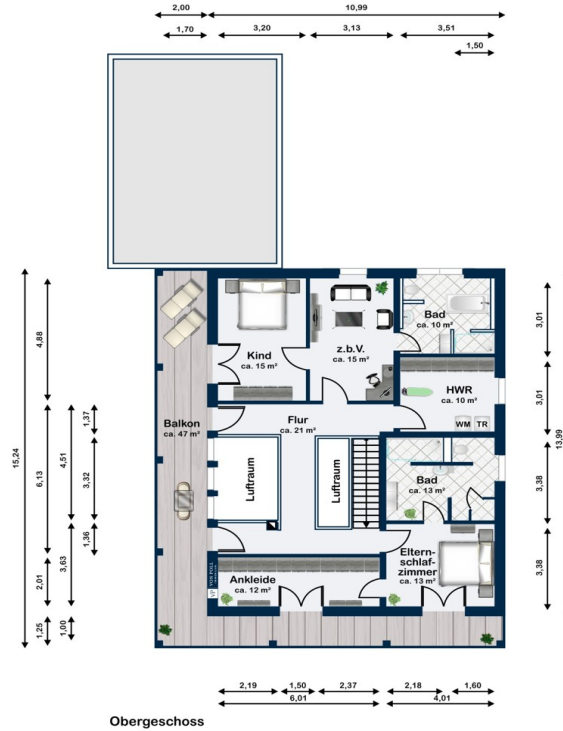 2,00
10,99
1,70
3,20
3,13
3,51
1,50
15,24
4,88
6,13
2,01
1,25
4,51
3,63
1,00
1,37
3,32
1,36
3,01
3,01
3,38
3,38
13,99
Kind
ca. 15 m²
z.b.V.
ca. 15 m²
Bad
ca. 10 m²
HWR
ca. 10 m²
WM
TR
Balkon
ca. 47 m²
Flur
ca. 21 m²
Luftraum
Luftraum
Bad
ca. 13 m²
Eltern-
schlaf-
zimmer
ca. 13 m²
Ankleide
ca. 12 m²
VP
VON POLL
2,19
1,50
2,37
2,18
1,60
6,01
4,01
Obergeschoss